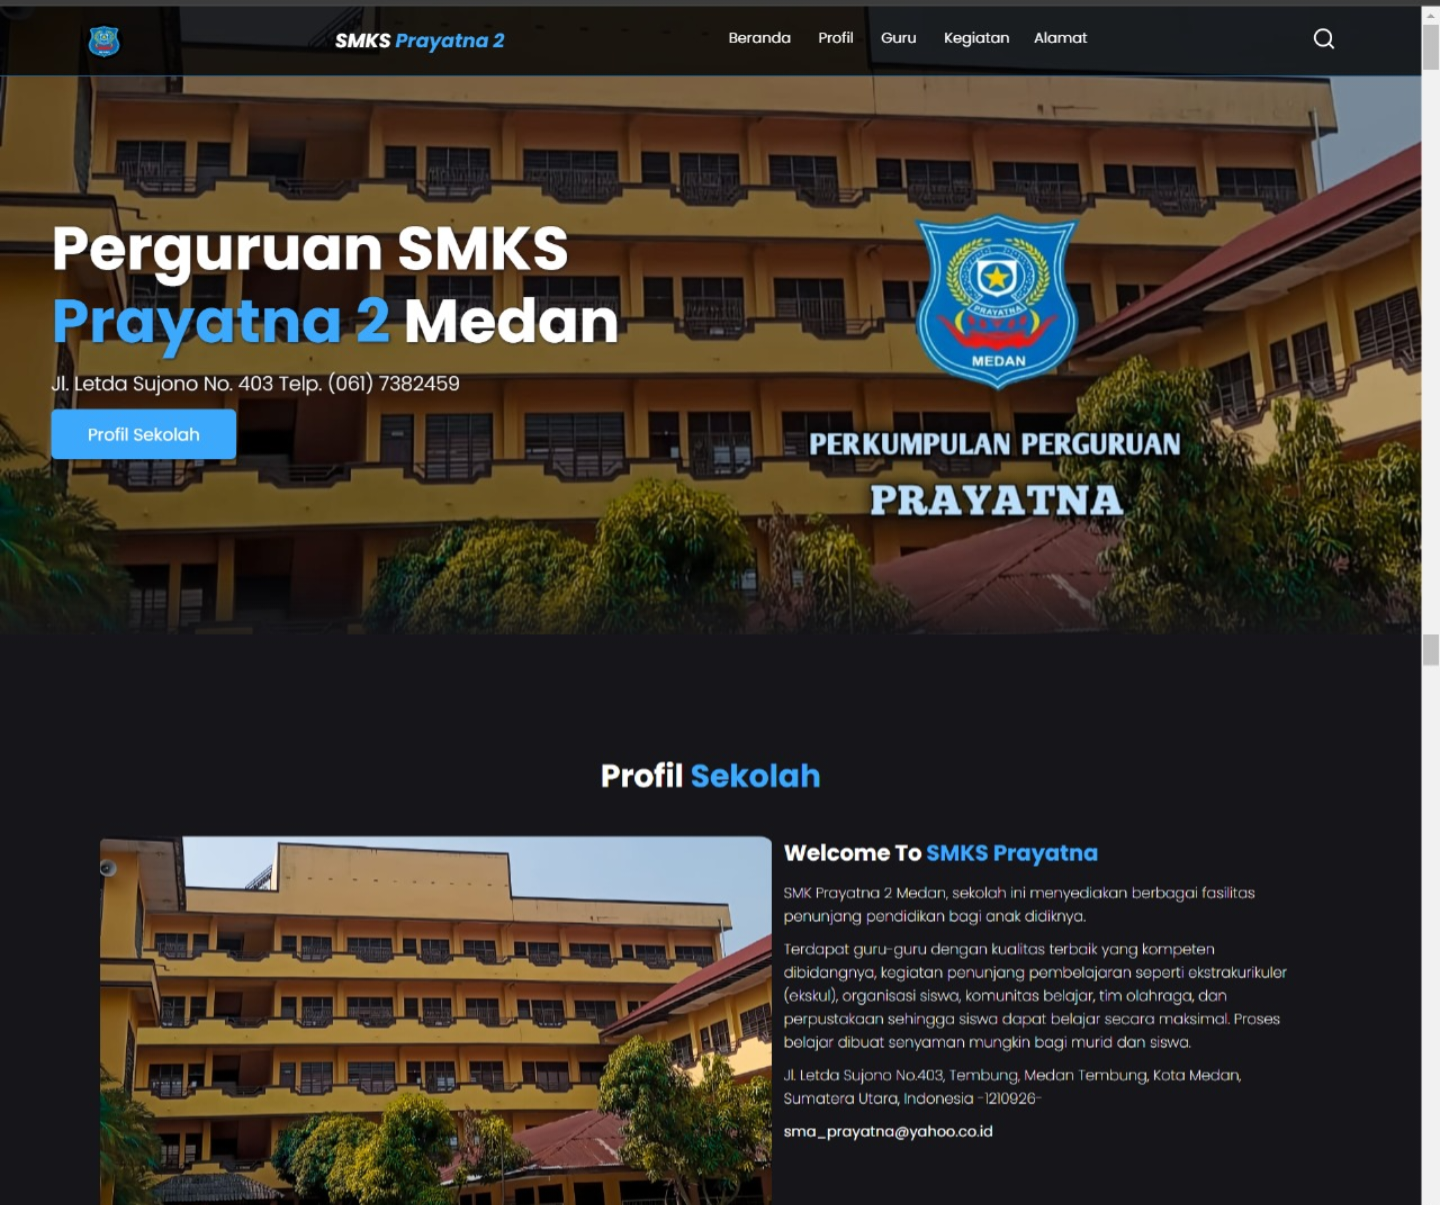 SMKS Prayatna 2
Beranda
Profil
Guru
Kegiatan
Alamat
Perguruan SMKS
Prayatna 2 Medan
Jl. Letda Sujono No. 403 Telp. (061) 7382459
Profil Sekolah
PRAYATNA
MEDAN
PERKUMPULAN PERGURUAN
PRAYATNA
Profil Sekolah
Welcome To SMKS Prayatna
SMK Prayatna 2 Medan, sekolah ini menyediakan berbagai fasilitas
penunjang pendidikan bagi anak didiknya.
Terdapat guru-guru dengan kualitas terbaik yang kompeten
dibidangnya, kegiatan penunjang pembelajaran seperti ekstrakurikuler
(ekskul), organisasi siswa, komunitas belajar, tim olahraga, dan
perpustakaan sehingga siswa dapat belajar secara maksimal. Proses
belajar dibuat senyaman mungkin bagi murid dan siswa.
Jl. Letda Sujono No.403, Tembung, Medan Tembung, Kota Medan,
Sumatera Utara, Indonesia -1210926-
sma_prayatna@yahoo.co.id